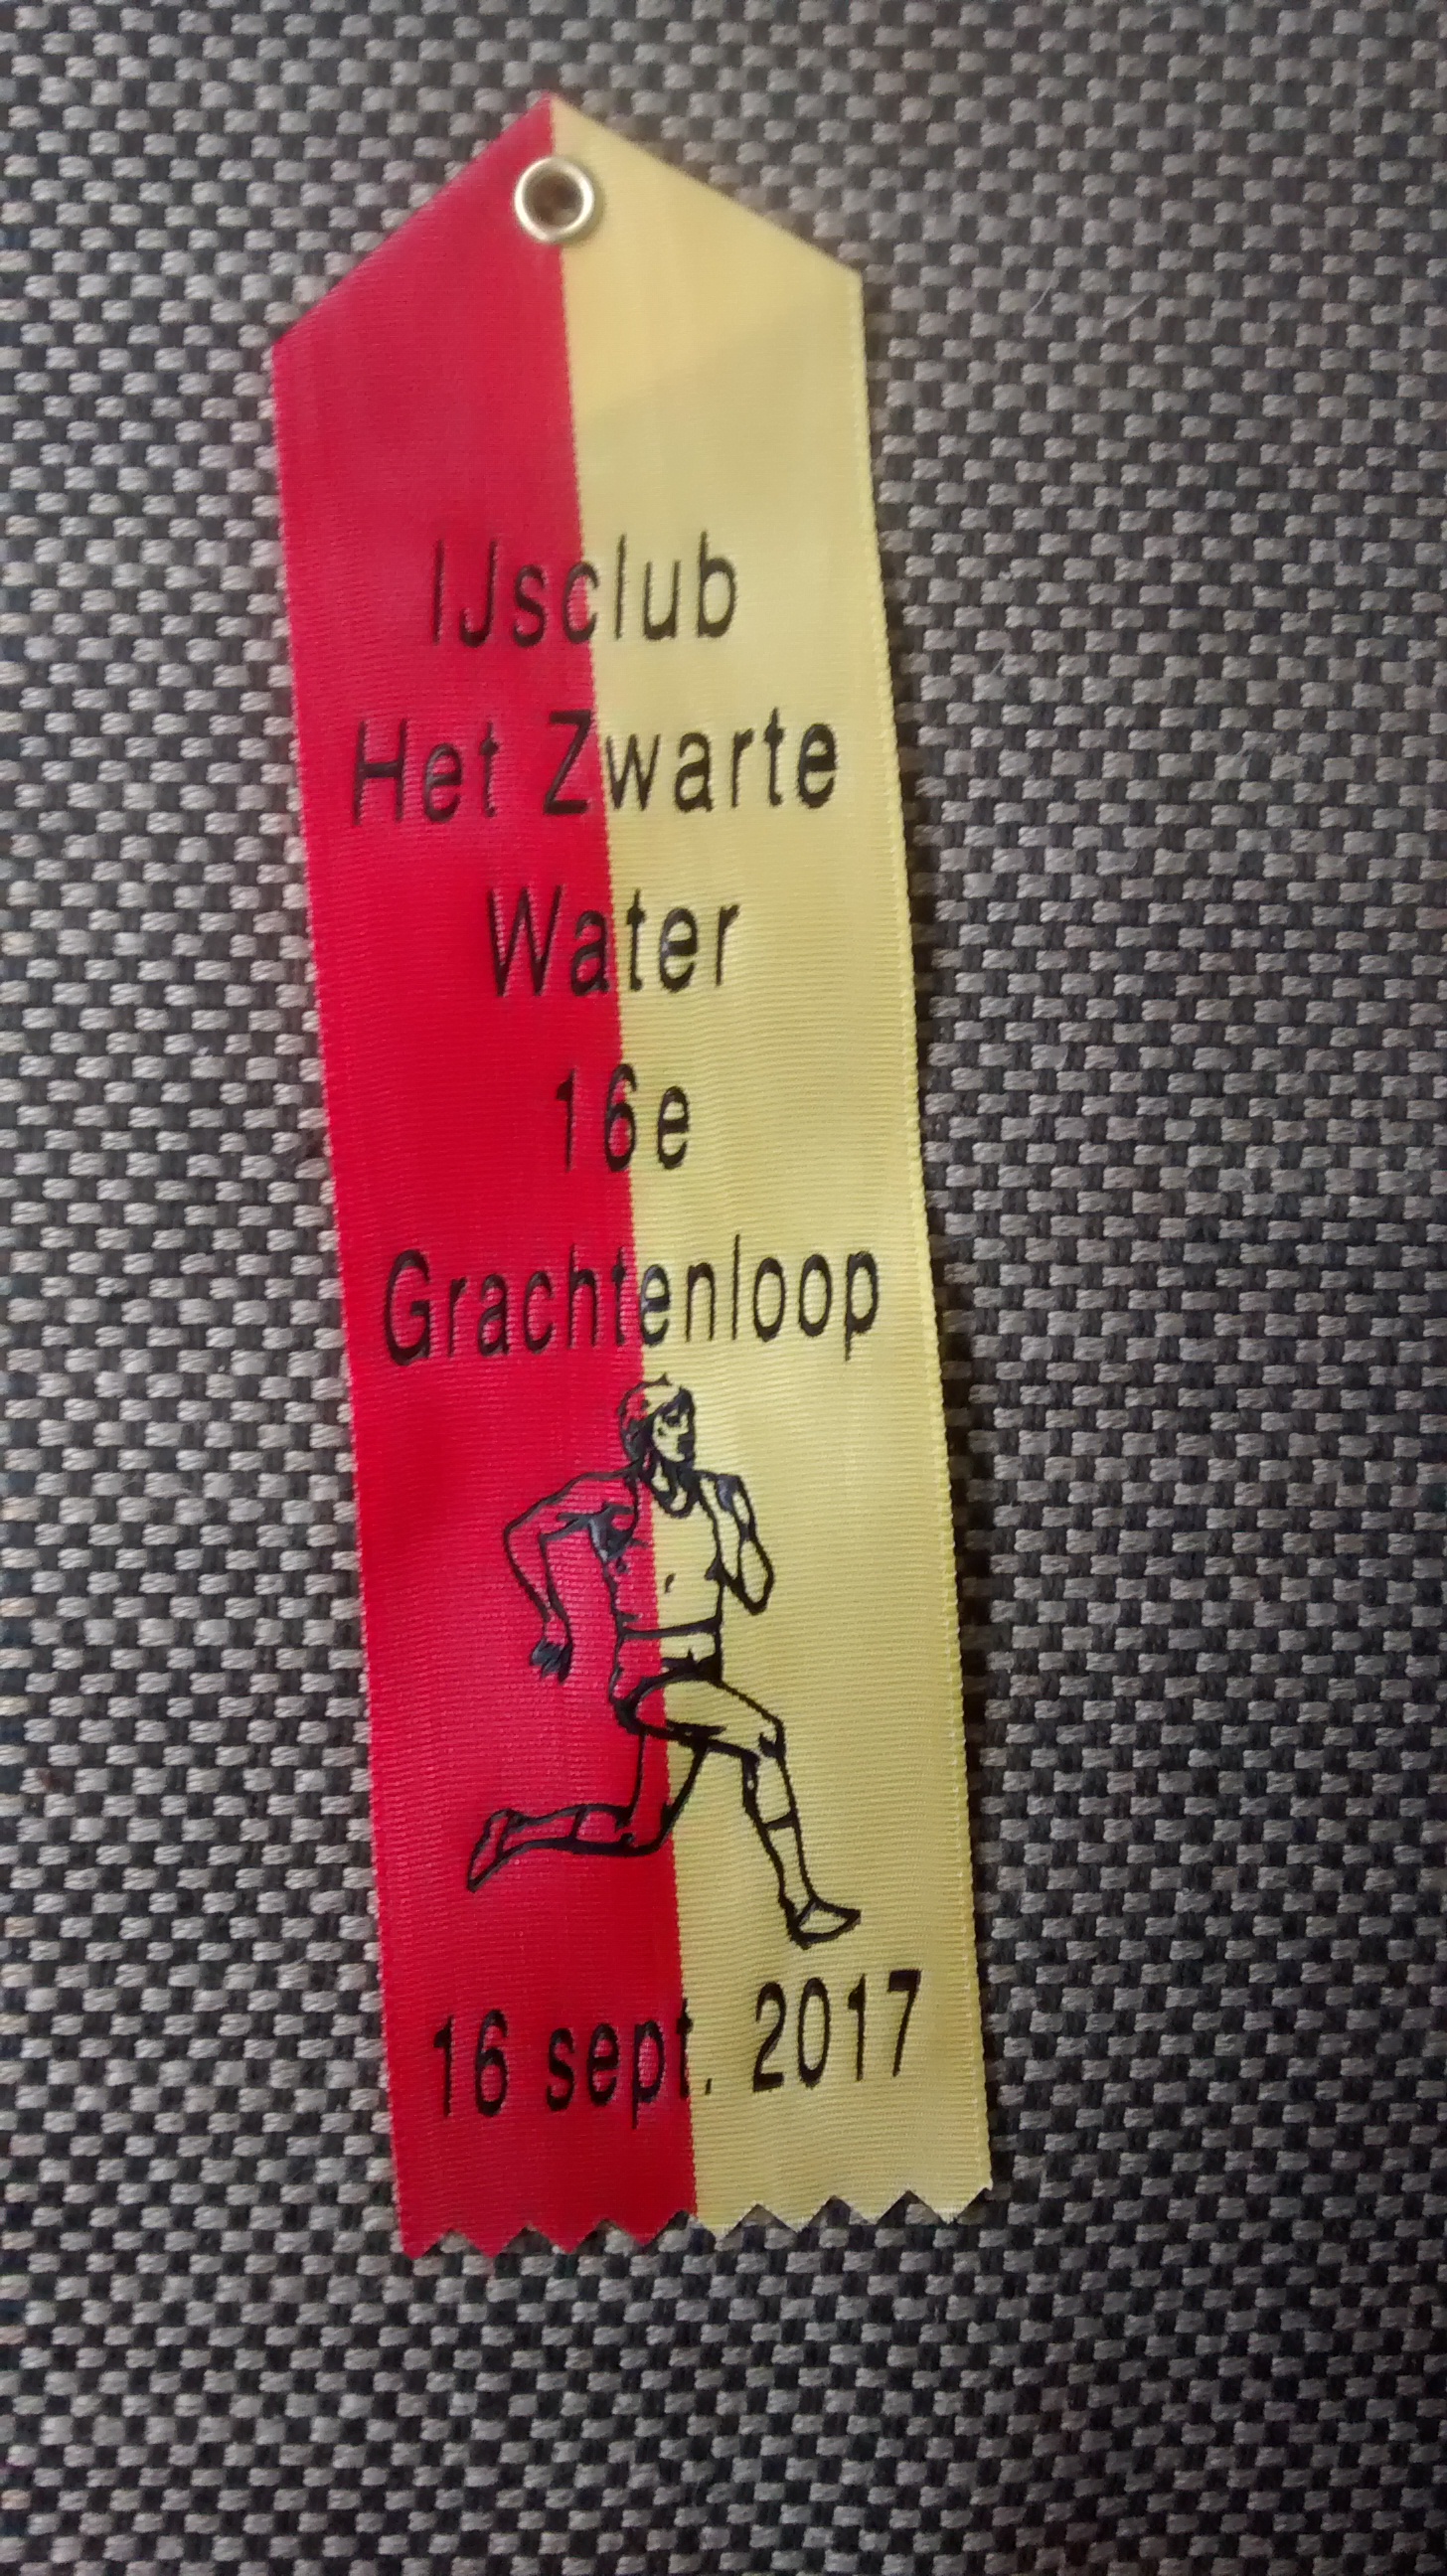 IJsclub
Het Zwarte
Water
16e
Grachtenloop
16 sept. 2017